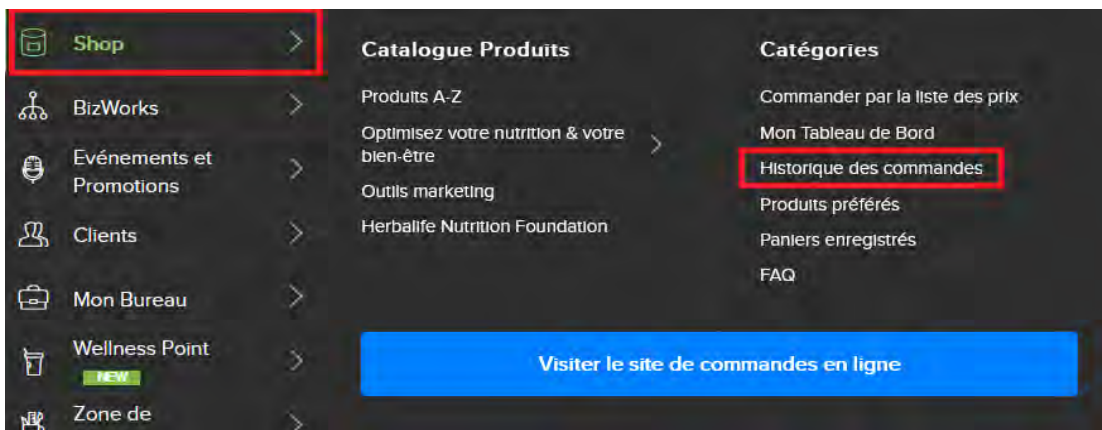 Shop
BizWorks
Evénements et
Promotions
Clients
Mon Bureau
Wellness Point
NEW
Zone de
Catalogue Produits
Produits A-Z
Optimisez votre nutrition & votre
bien-être
Outils marketing
Herbalife Nutrition Foundation
Catégories
Commander par la liste des prix
Mon Tableau de Bord
Historique des commandes
Produits préférés
Paniers enregistrés
FAQ
Visiter le site de commandes en ligne